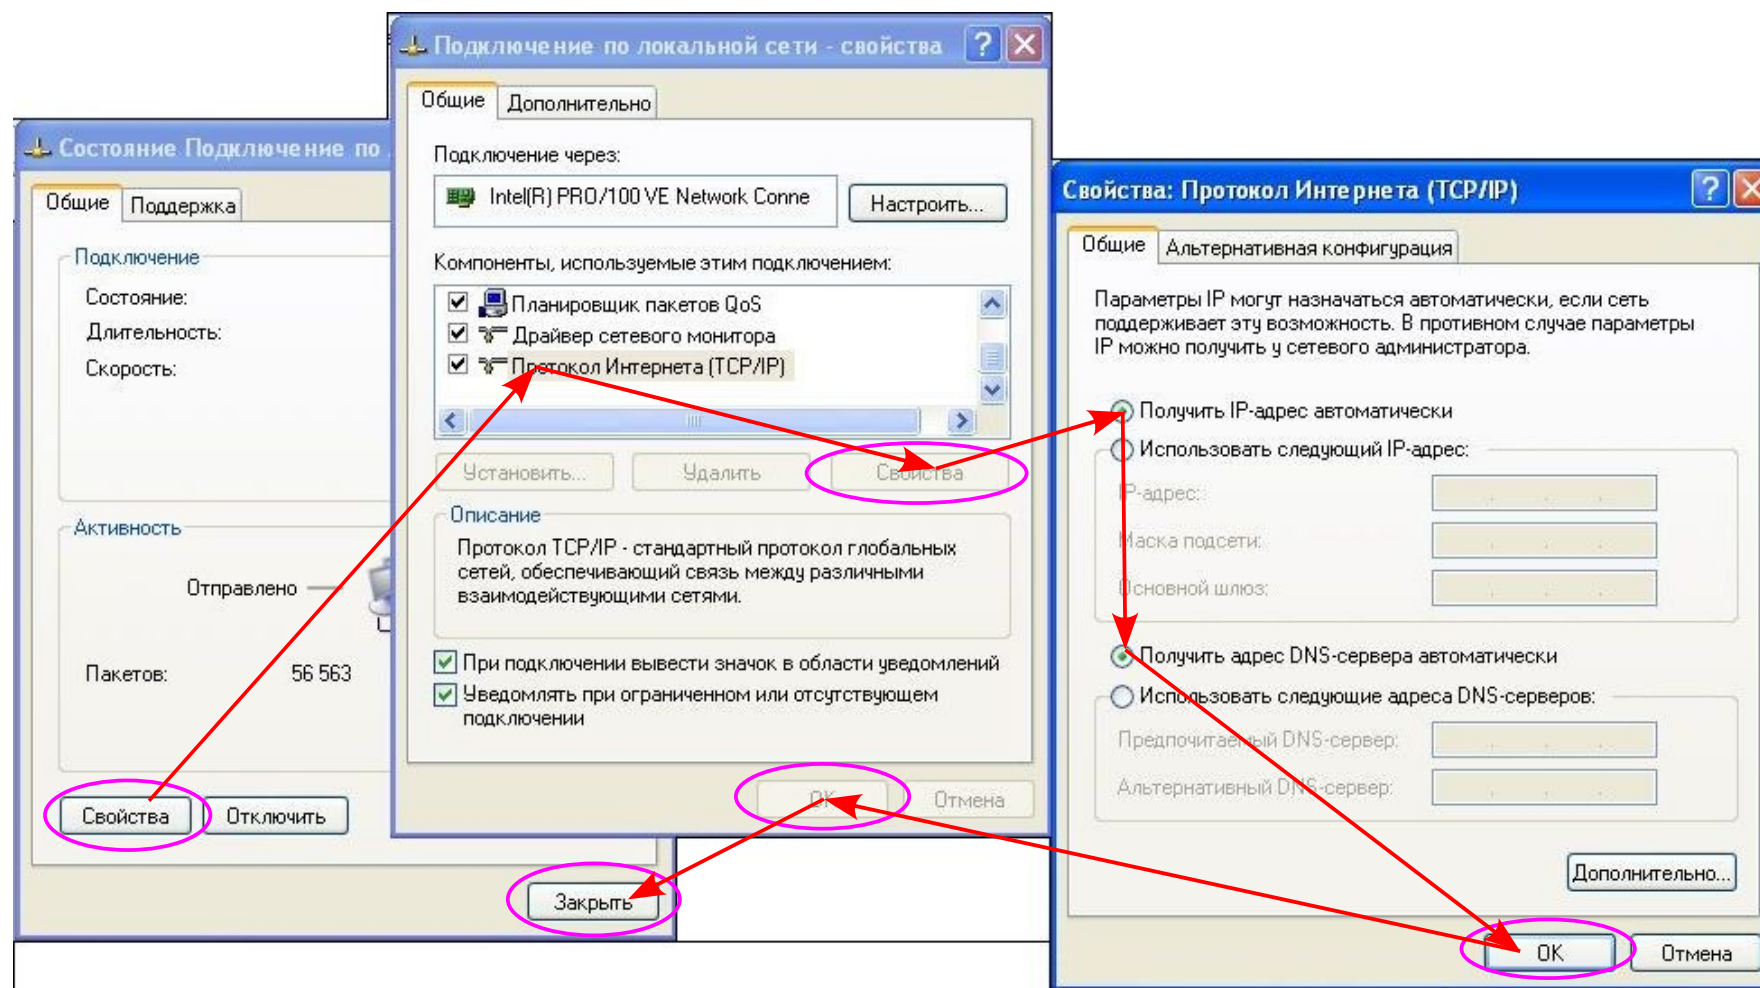 Состояние Подключение по
Общие
Поддержка
Подключение
Состояние:
Длительность:
Скорость:
Активность
Отправлено
Пакетов:
56 563
Свойства
Отключить
Закрыть
Подключение по локальной сети - свойства
Общие
Дополнительно
Подключение через:
Intel(R) PRO/100 VE Network Conne
Настроить...
Компоненты, используемые этим подключением:
Планировщик пакетов QoS
Драйвер сетевого монитора
Протокол Интернета (TCP/IP)
Установить...
Удалить
Свойства
Описание
Протокол TCP/IP - стандартный протокол глобальных
сетей, обеспечивающий связь между различными
взаимодействующими сетями.
При подключении вывести значок в области уведомлений
Уведомлять при ограниченном или отсутствующем
подключении
OK
Отмена
Свойства: Протокол Интернета (TCP/IP)
Общие
Альтернативная конфигурация
Параметры IP могут назначаться автоматически, если сеть
поддерживает эту возможность. В противном случае параметры
IP можно получить у сетевого администратора.
Получить IP-адрес автоматически
Использовать следующий IP-адрес:
IP-адрес:
Маска подсети:
Основной шлюз:
Получить адрес DNS-сервера автоматически
Использовать следующие адреса DNS-серверов:
Предпочитаемый DNS-сервер:
Альтернативный DNS-сервер:
Дополнительно...
OK
Отмена